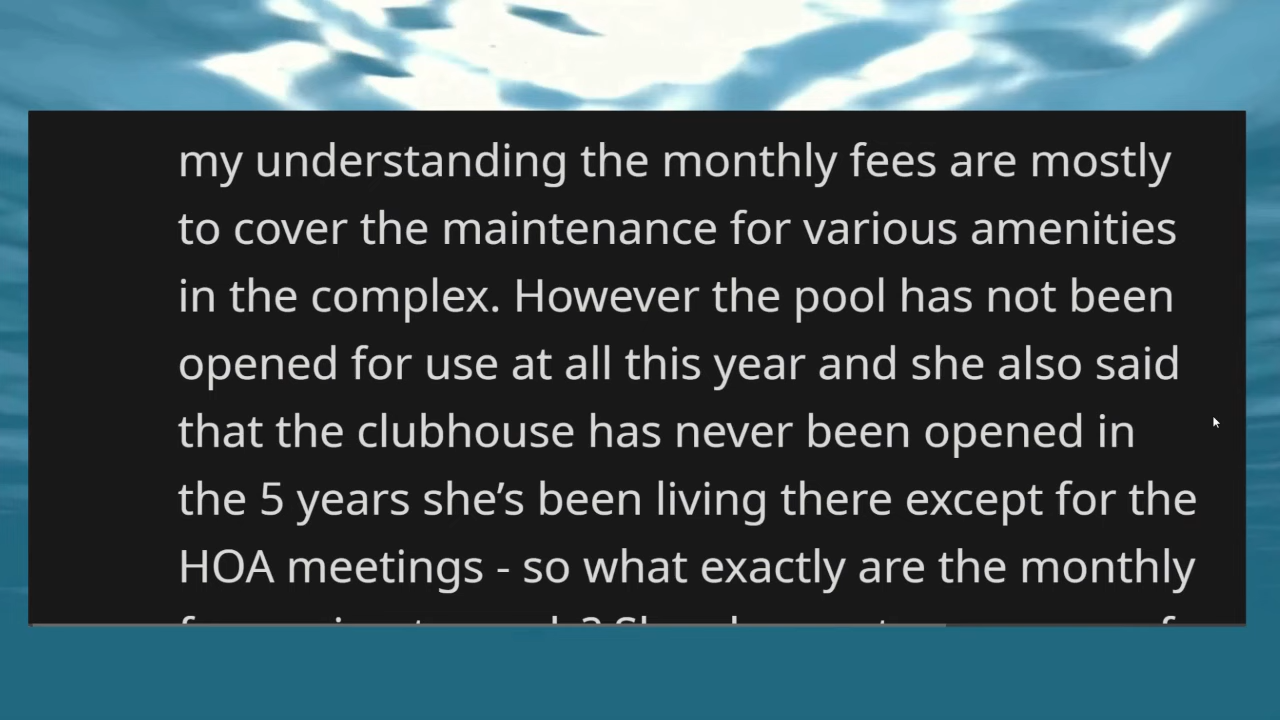 my understanding the monthly fees are mostly
to cover the maintenance for various amenities
in the complex. However the pool has not been
opened for use at all this year and she also said
that the clubhouse has never been opened in
the 5 years she’s been living there except for the
HOA meetings - so what exactly are the monthly